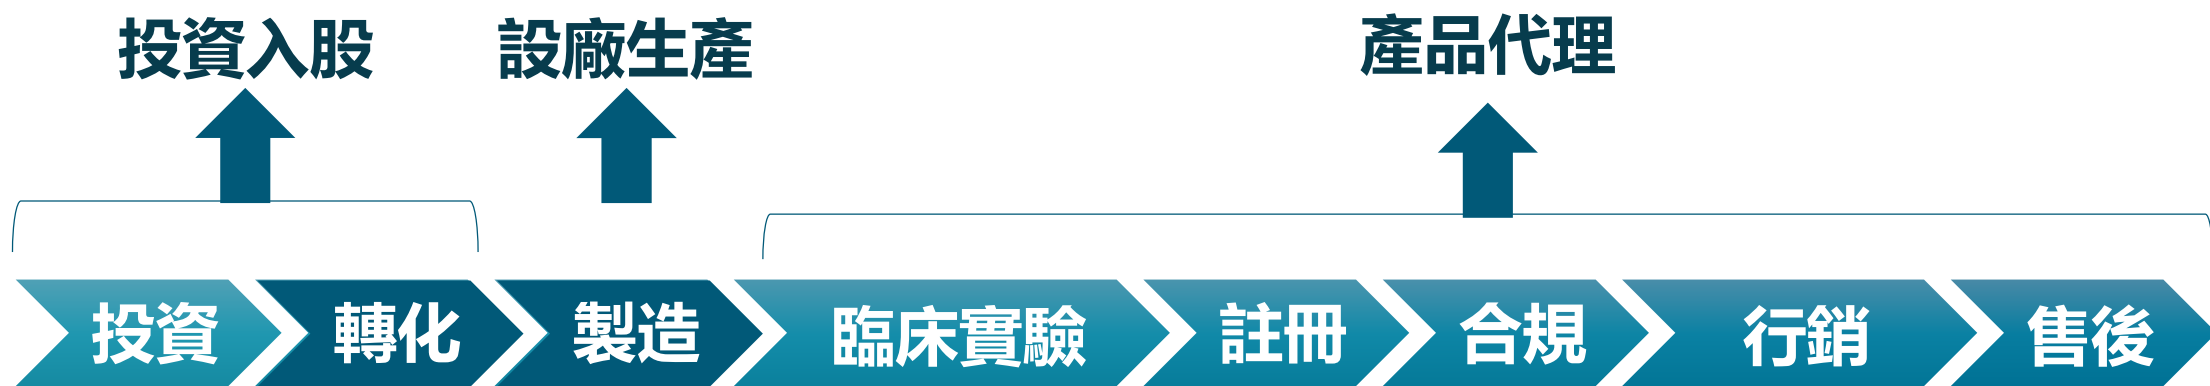 投資入股 設廠生產 產品代理
投資 轉化 製造 臨床實驗 註冊 合規 行銷 售後